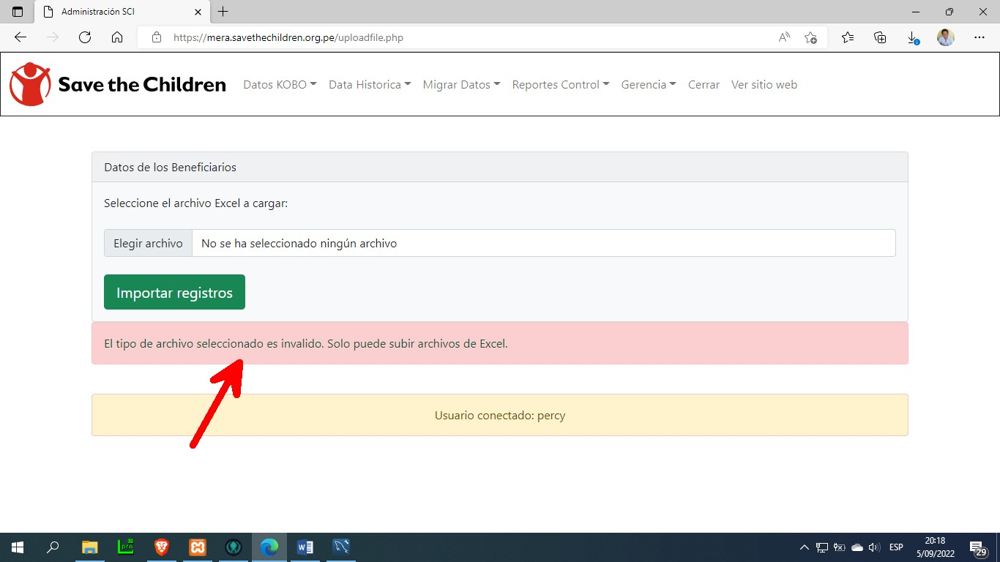 Administración SCI
https://mera.savethechildren.org.pe/uploadfile.php
Save the Children Datos KOBO Data Historica Migrar Datos Reportes Control Gerencia Cerrar Ver sitio web
Datos de los Beneficiarios
Seleccione el archivo Excel a cargar:
Elegir archivo No se ha seleccionado ningún archivo
Importar registros
El tipo de archivo seleccionado es invalido. Solo puede subir archivos de Excel.
Usuario conectado: percy
ESP
20:18
5/09/2022
29